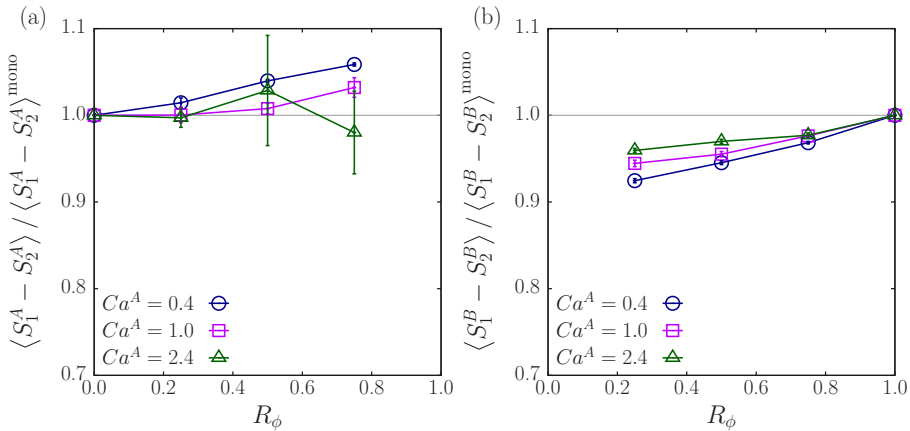 (a)
⟨S₁ᴬ − S₂ᴬ⟩ / ⟨S₁ᴬ − S₂ᴬ⟩ᵐᵒⁿᵒ
1.1
1.0
0.9
0.8
0.7
Caᴬ = 0.4
Caᴬ = 1.0
Caᴬ = 2.4
0.0 0.2 0.4 0.6 0.8 1.0
R_ϕ
(b)
⟨S₁ᴮ − S₂ᴮ⟩ / ⟨S₁ᴮ − S₂ᴮ⟩ᵐᵒⁿᵒ
1.1
1.0
0.9
0.8
0.7
Caᴬ = 0.4
Caᴬ = 1.0
Caᴬ = 2.4
0.0 0.2 0.4 0.6 0.8 1.0
R_ϕ